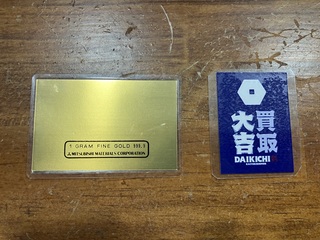 1 GRAM FINE GOLD 999.9
MITSUBISHI MATERIALS CORPORATION
買取
大吉
DAIKICHI